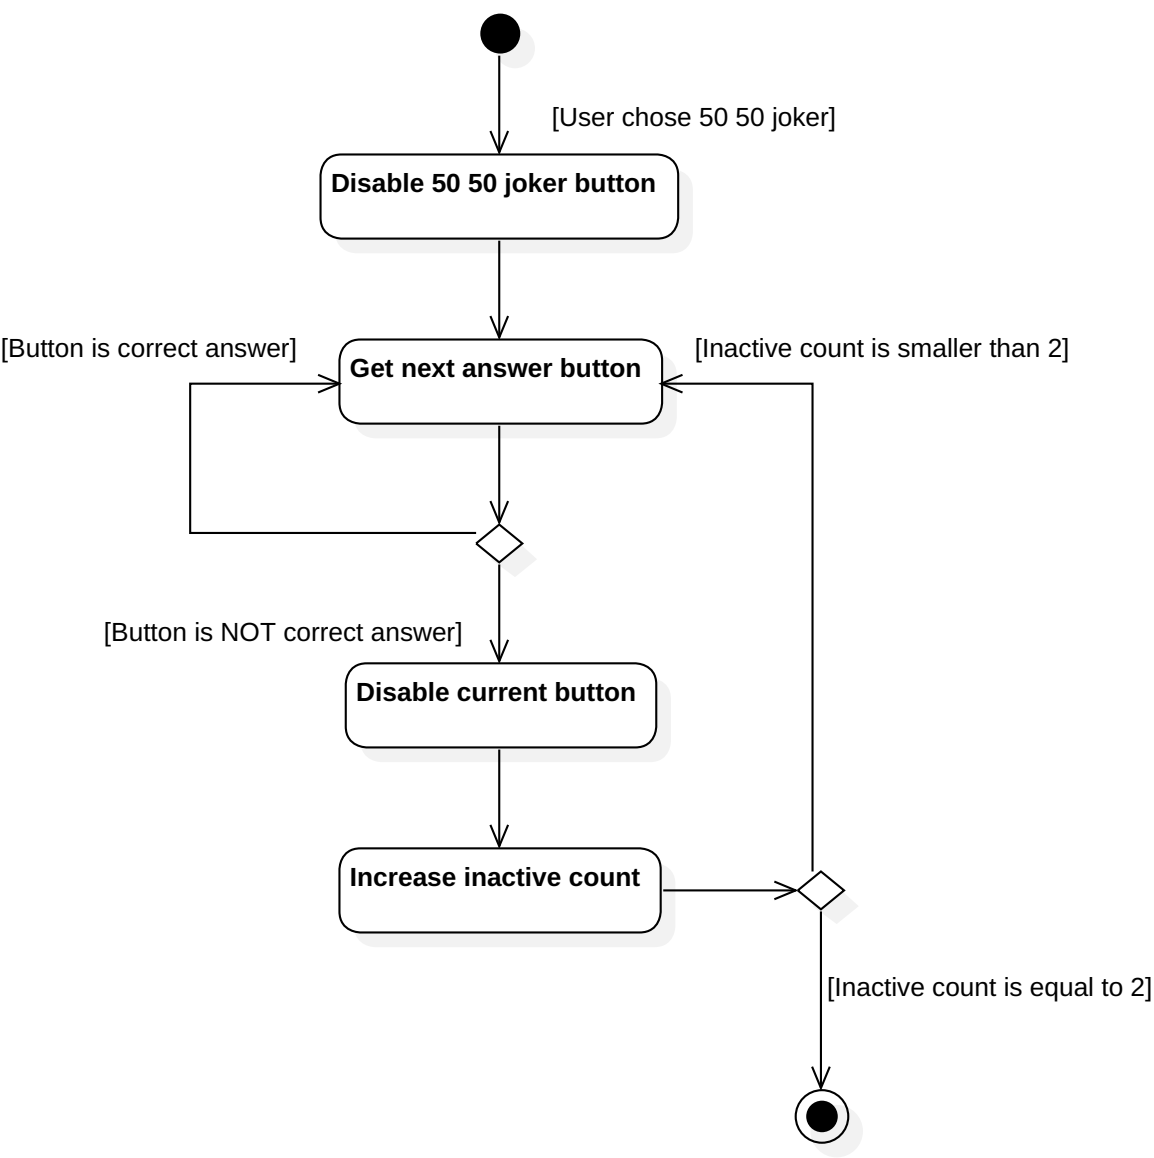 [User chose 50 50 joker]
Disable 50 50 joker button
[Button is correct answer]
Get next answer button
[Inactive count is smaller than 2]
[Button is NOT correct answer]
Disable current button
Increase inactive count
[Inactive count is equal to 2]